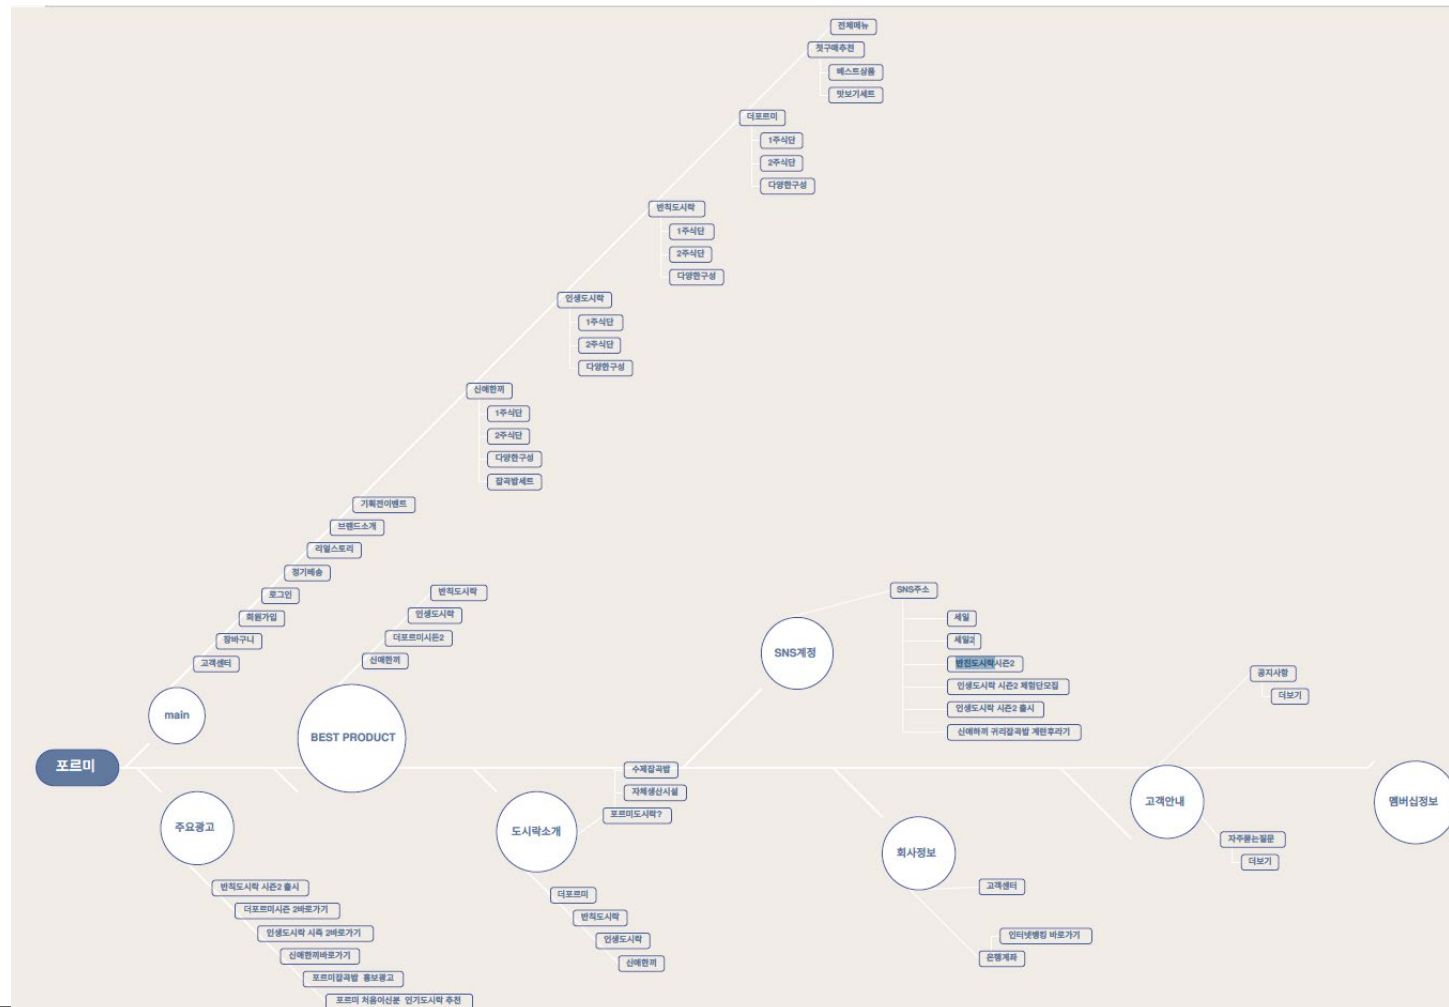 전체메뉴
첫구매추천
베스트상품
맛보기세트
더포르미
1주식단
2주식단
다양한구성
반칙도시락
1주식단
2주식단
다양한구성
인생도시락
1주식단
2주식단
다양한구성
신애한끼
1주식단
2주식단
다양한구성
잡곡밥세트
기획전이벤트
브랜드소개
리얼스토리
정기배송
로그인
회원가입
장바구니
고객센터
main
반칙도시락
인생도시락
더포르미시즌2
신애한끼
BEST PRODUCT
SNS주소
SNS계정
세일
세일2
반찬도시락시즌2
인생도시락 시즌2 체험단모집
인생도시락 시즌2 출시
신애하끼 귀리잡곡밥 계란후라기
공지사항
더보기
포르미
수제잡곡밥
자체생산시설
포르미도시락?
주요광고
도시락소개
회사정보
고객안내
멤버십정보
자주묻는질문
더보기
반칙도시락 시즌2 출시
더포르미시즌 2바로가기
인생도시락 시즉 2바로가기
신애한끼바로가기
포르미잡곡밥 홍보광고
포르미 처음이신분 인기도시락 추천
더포르미
반칙도시락
인생도시락
신애한끼
고객센터
인터넷뱅킹 바로가기
은행계좌